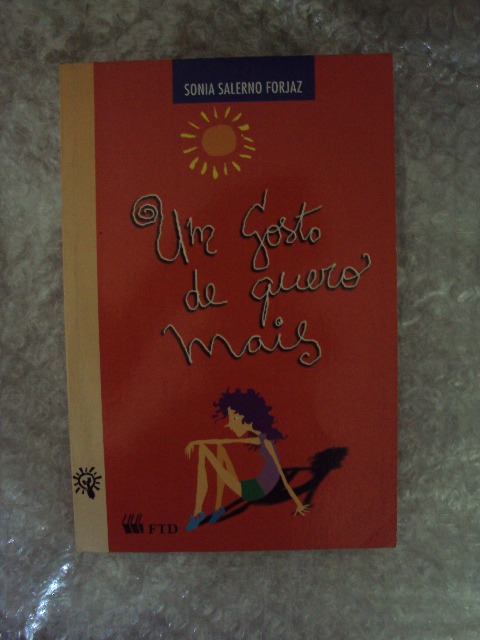 SONIA SALERNO FORJAZ
Um Gosto
de quero
mais
FTD